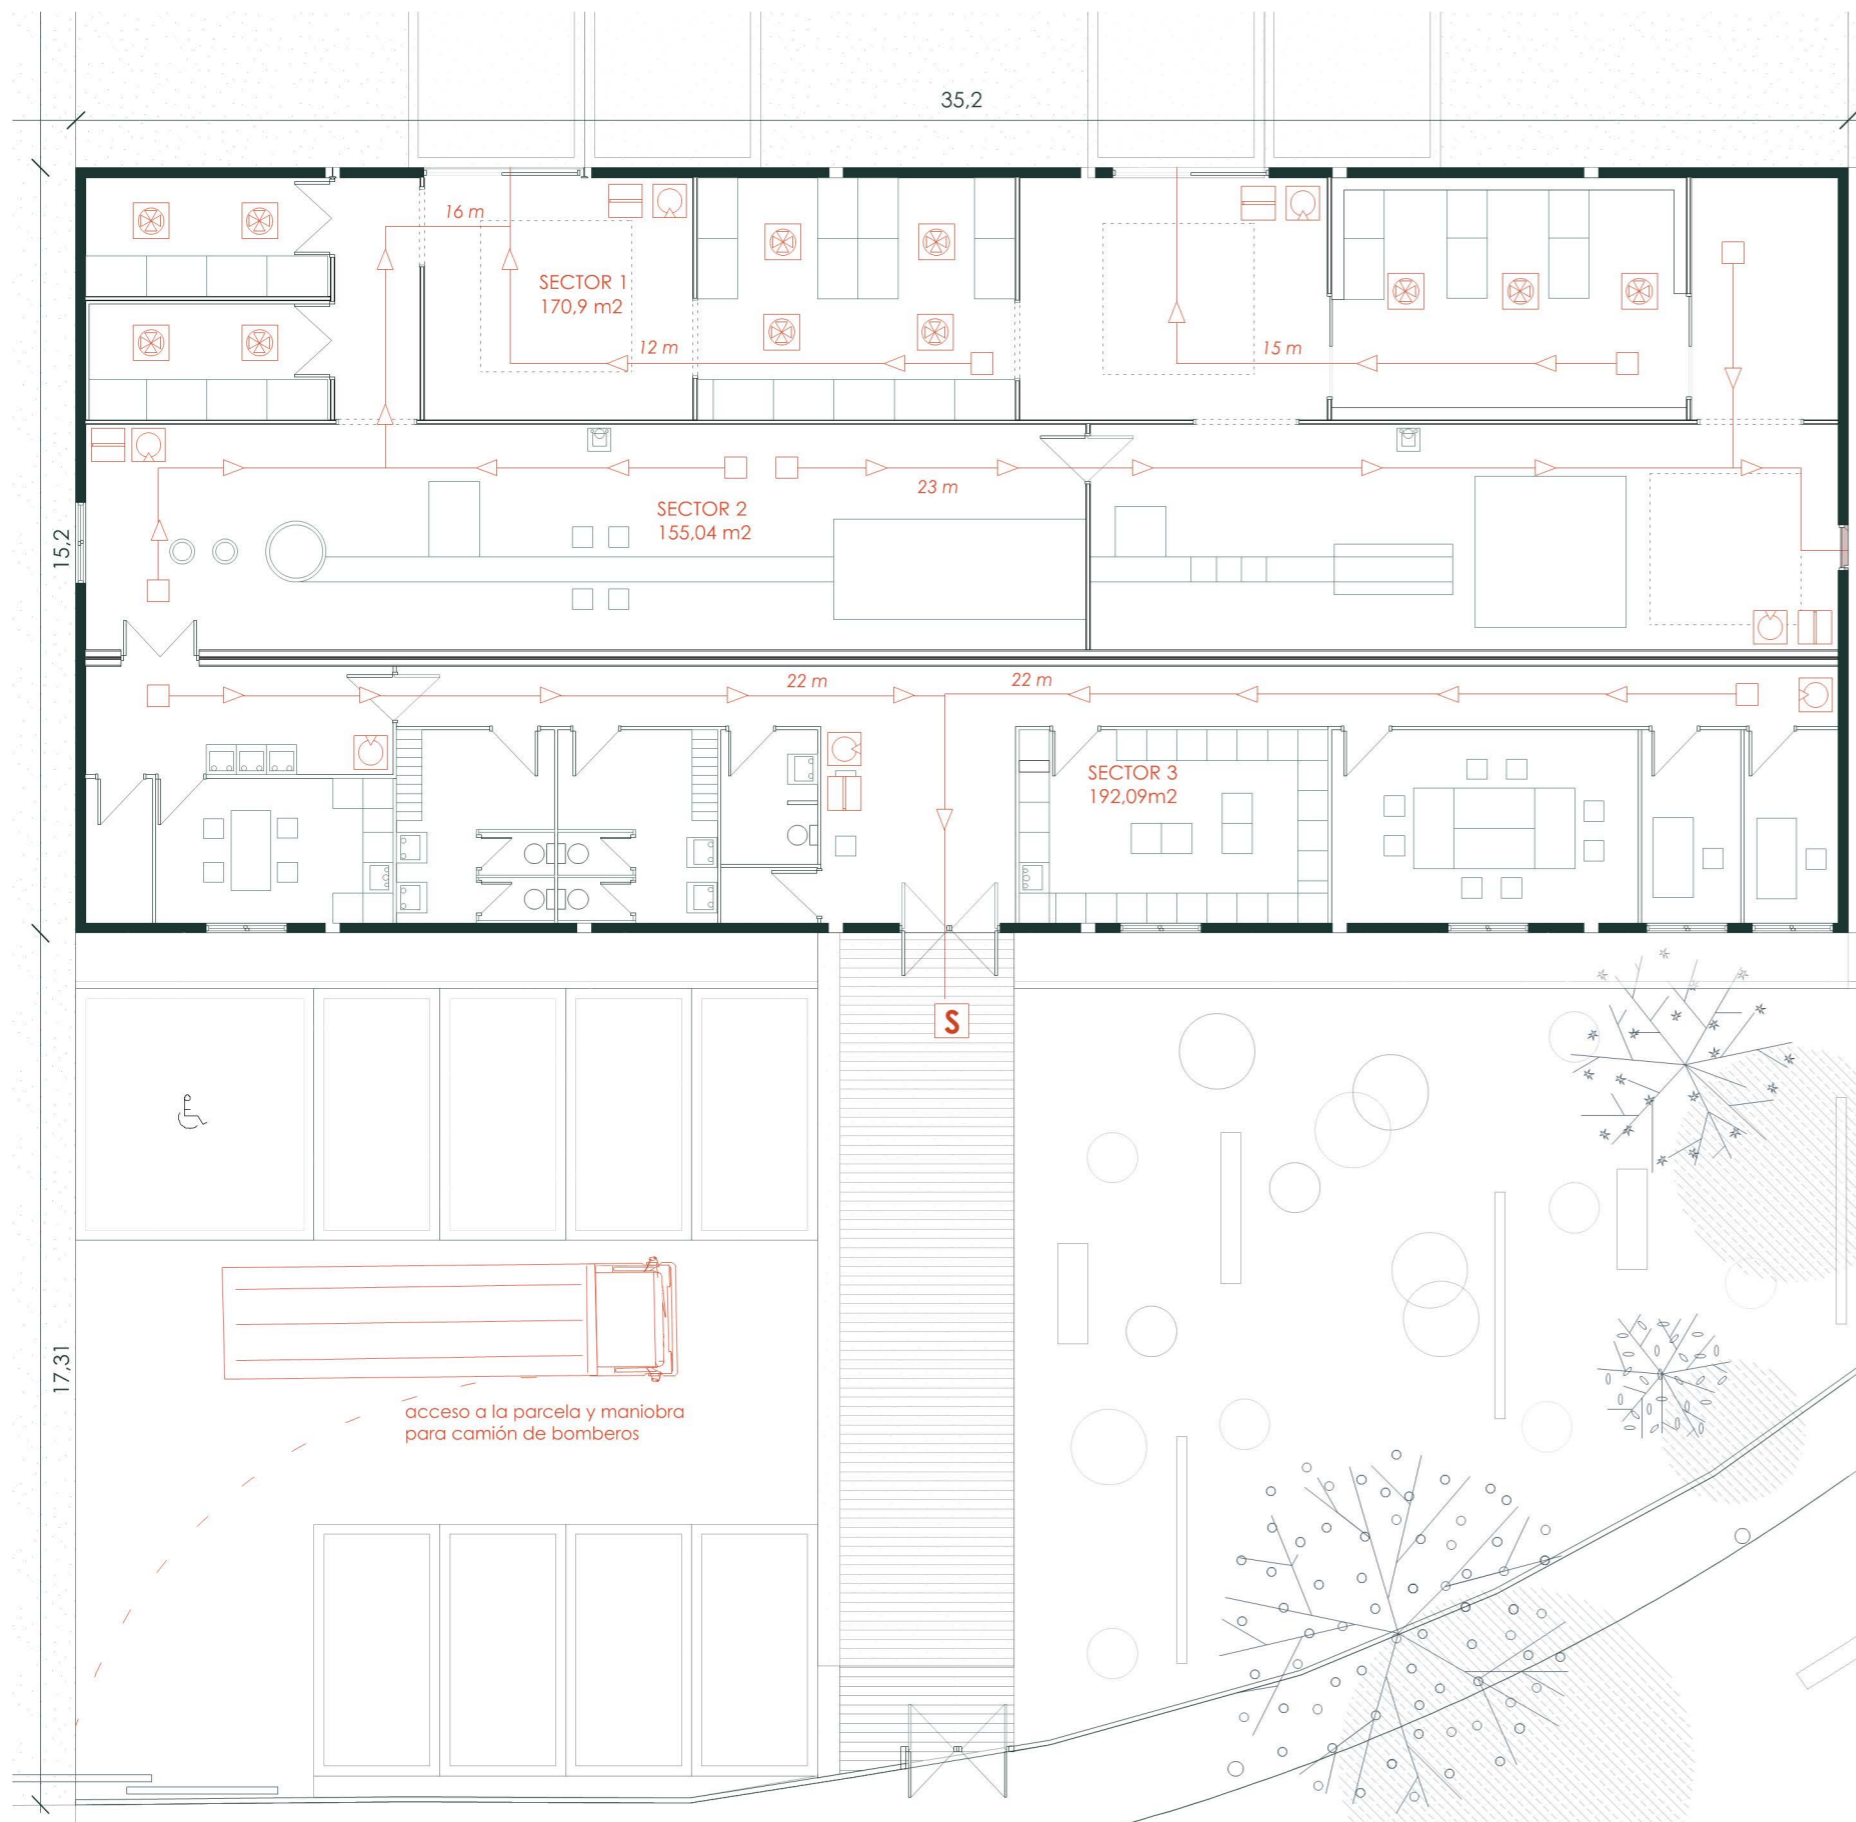 35,2
16 m
SECTOR 1
170,9 m2
12 m
15 m
23 m
SECTOR 2
155,04 m2
15,2
22 m
22 m
SECTOR 3
192,09m2
S
17,31
acceso a la parcela y maniobra
para camión de bomberos